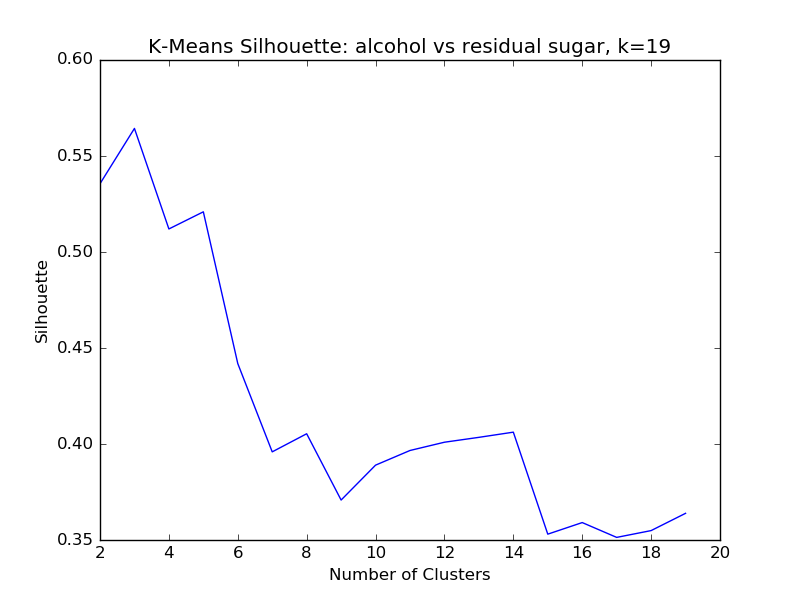 K-Means Silhouette: alcohol vs residual sugar, k=19
0.60
0.55
0.50
0.45
0.40
0.35
Silhouette
2 4 6 8 10 12 14 16 18 20
Number of Clusters